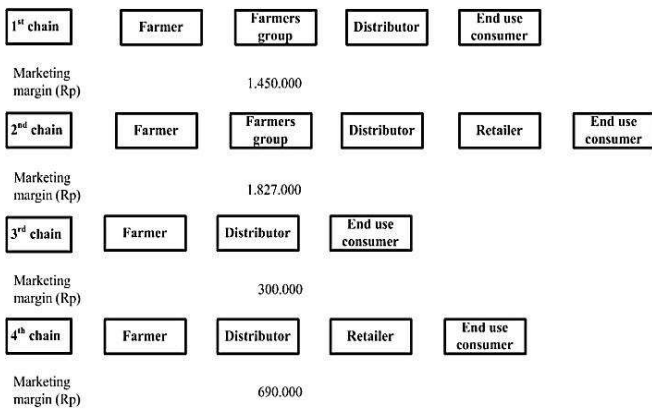 1st chain
Farmer
Farmers
group
Distributor
End use
consumer
Marketing
margin (Rp)
1.450.000
2nd chain
Farmer
Farmers
group
Distributor
Retailer
End use
consumer
Marketing
margin (Rp)
1.827.000
3rd chain
Farmer
Distributor
End use
consumer
Marketing
margin (Rp)
300.000
4th chain
Farmer
Distributor
Retailer
End use
consumer
Marketing
margin (Rp)
690.000